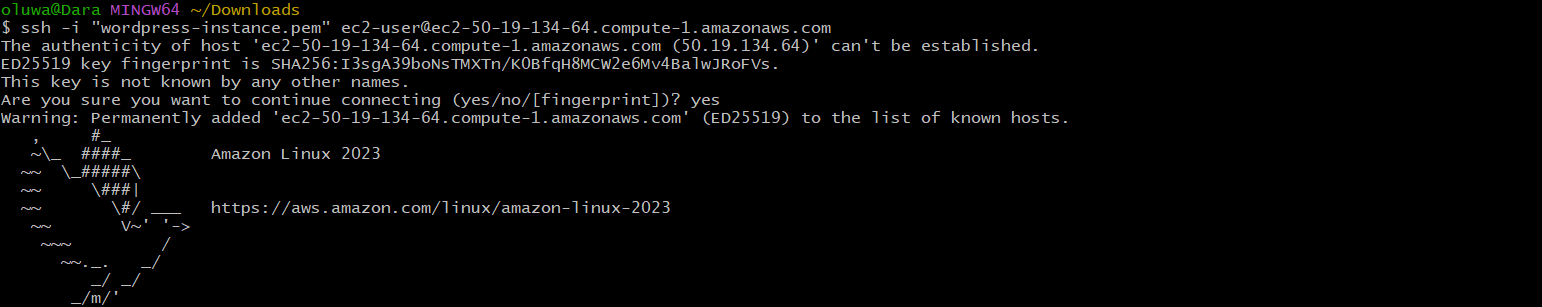 oluwa@Dara MINGW64 ~/Downloads
$ ssh -i "wordpress-instance.pem" ec2-user@ec2-50-19-134-64.compute-1.amazonaws.com
The authenticity of host 'ec2-50-19-134-64.compute-1.amazonaws.com (50.19.134.64)' can't be established.
ED25519 key fingerprint is SHA256:I3sgA39boNsTMXTn/K0BfqH8MCW2e6Mv4BalwJRoFVs.
This key is not known by any other names.
Are you sure you want to continue connecting (yes/no/[fingerprint])? yes
Warning: Permanently added 'ec2-50-19-134-64.compute-1.amazonaws.com' (ED25519) to the list of known hosts.
   ,     #_
   ~\_  ####_        Amazon Linux 2023
  ~~  \_#####\
  ~~     \###|
  ~~       \#/ ___   https://aws.amazon.com/linux/amazon-linux-2023
   ~~       V~' '->
    ~~~         /
      ~~._.   _/
         _/ _/
       _/m/'